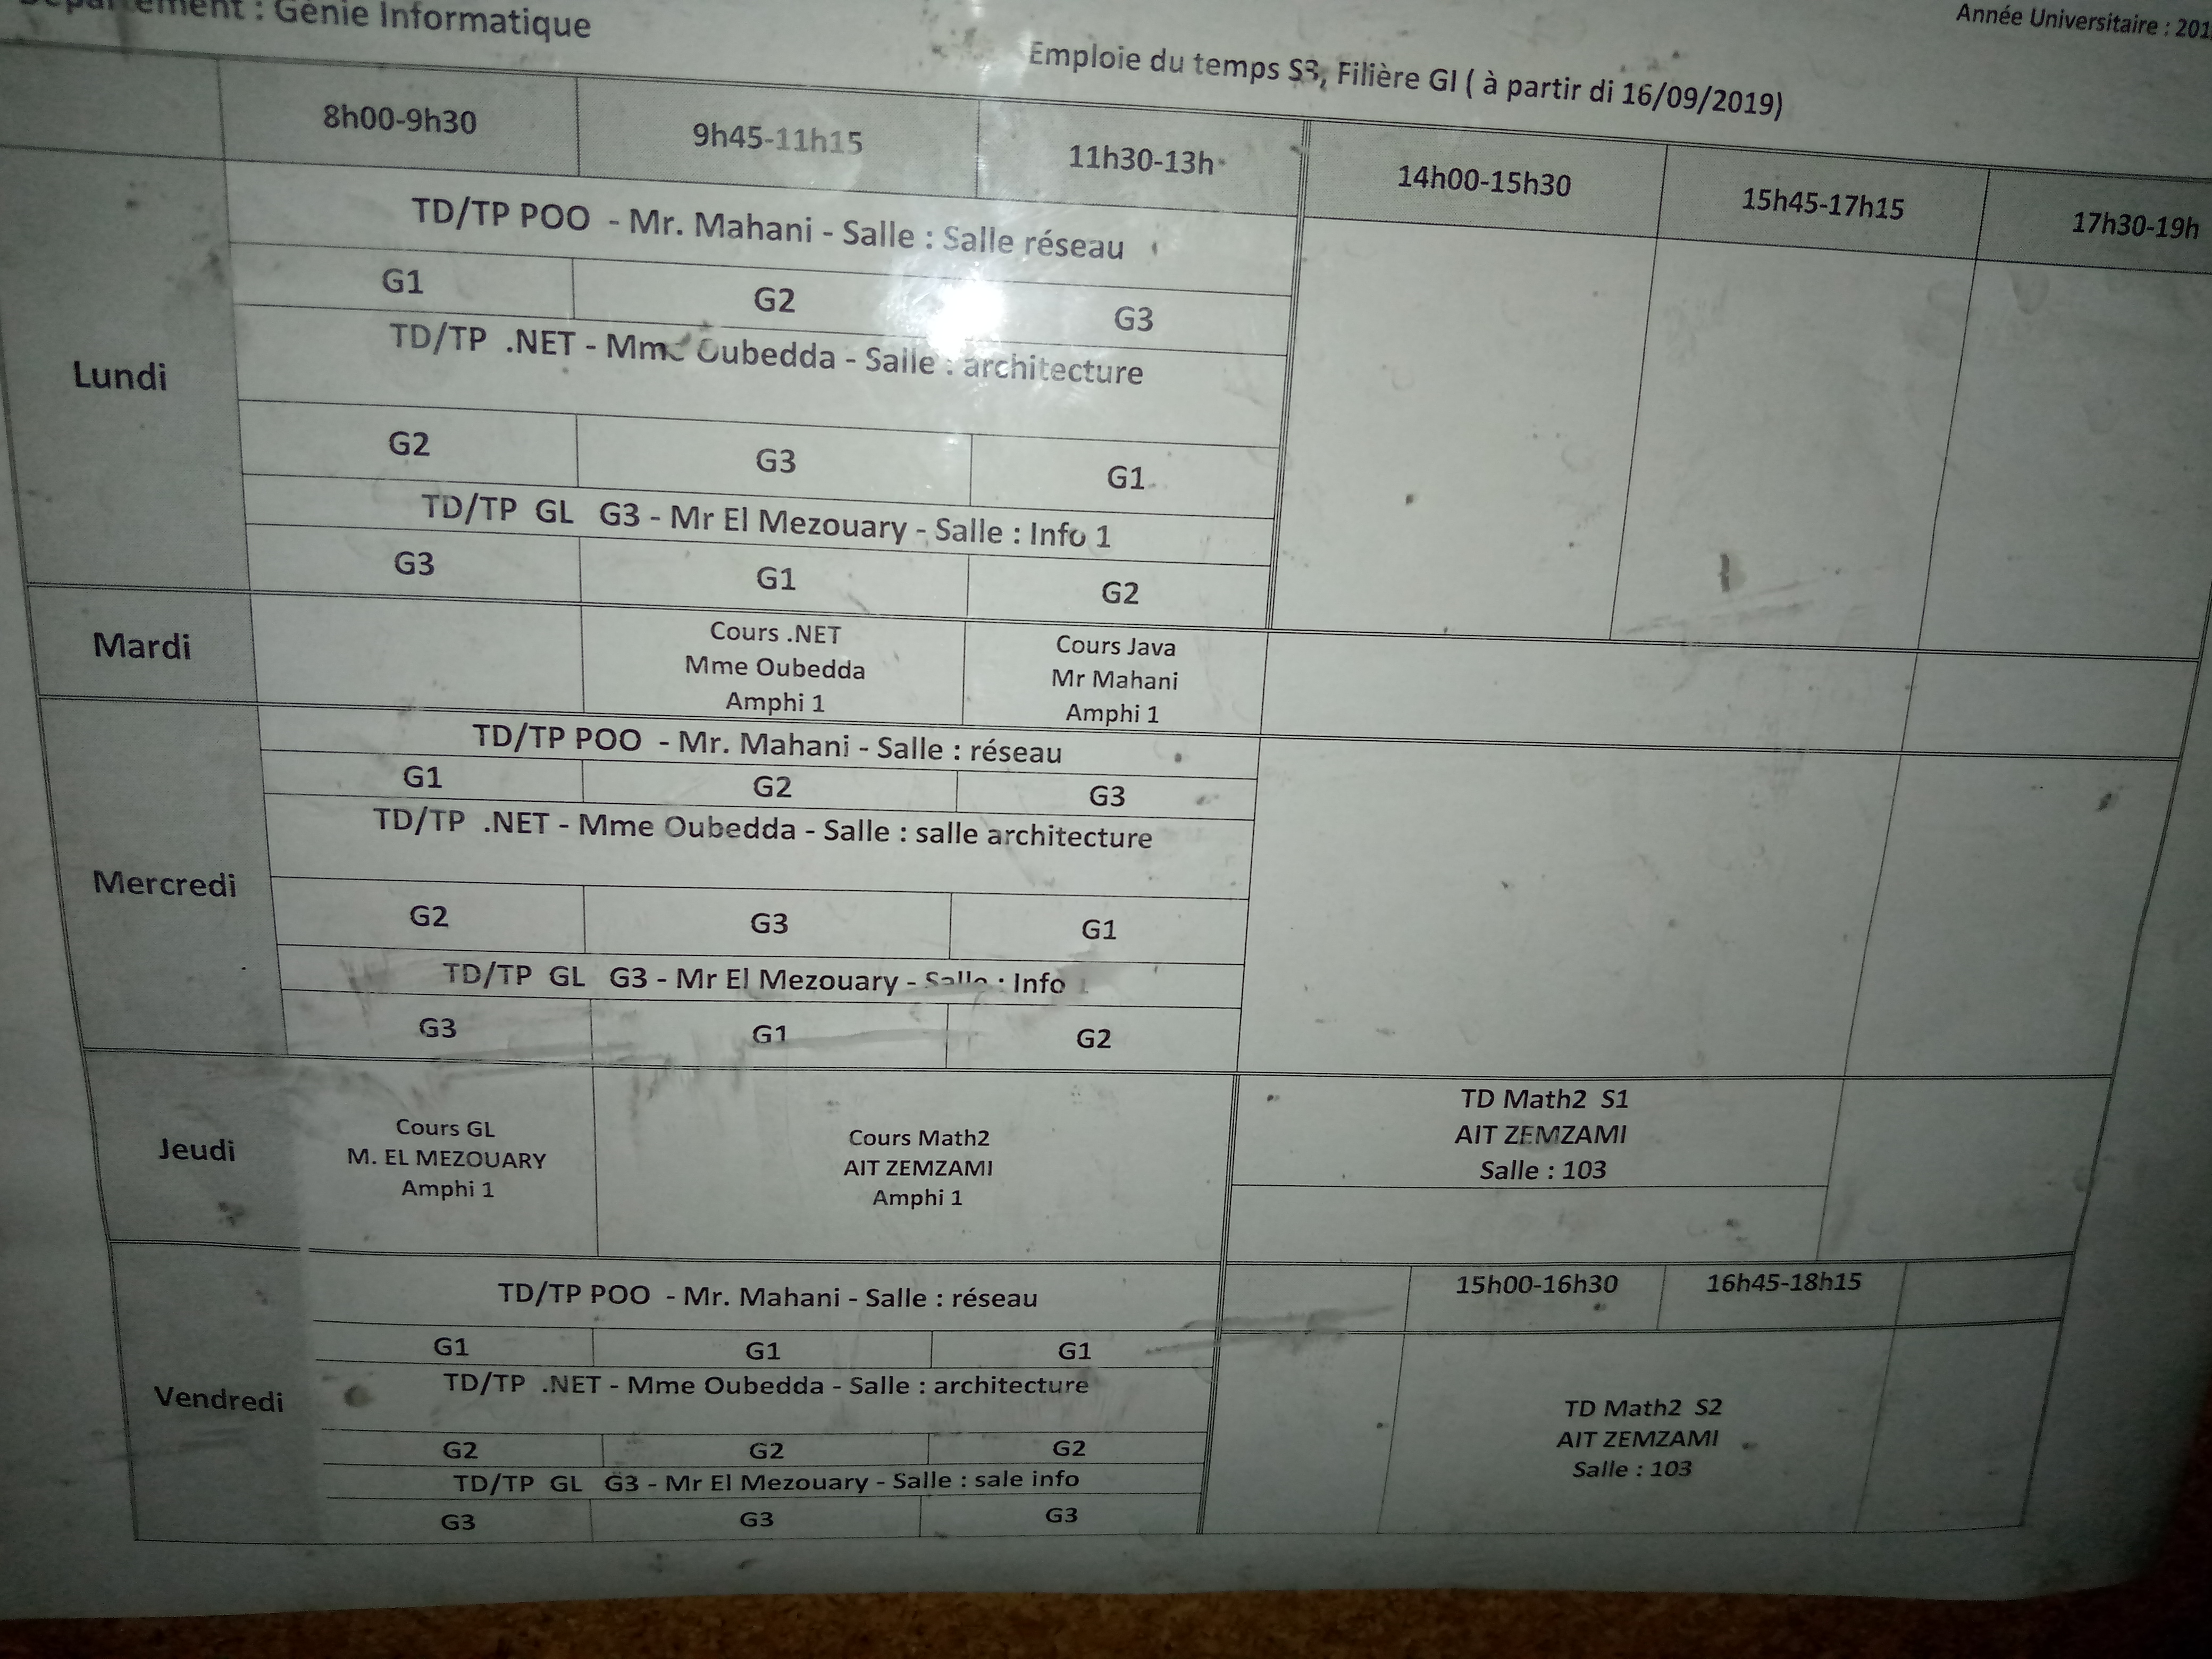 Département : Génie Informatique
Année Universitaire : 201
Emploie du temps S3, Filière GI ( à partir di 16/09/2019)
8h00-9h30 9h45-11h15 11h30-13h 14h00-15h30 15h45-17h15 17h30-19h
Lundi
TD/TP POO - Mr. Mahani - Salle : Salle réseau
G1 G2 G3
TD/TP .NET - Mme Oubedda - Salle : architecture
G2 G3 G1
TD/TP GL G3 - Mr El Mezouary - Salle : Info 1
G3 G1 G2
Mardi
Cours .NET
Mme Oubedda
Amphi 1
Cours Java
Mr Mahani
Amphi 1
Mercredi
TD/TP POO - Mr. Mahani - Salle : réseau
G1 G2 G3
TD/TP .NET - Mme Oubedda - Salle : salle architecture
G2 G3 G1
TD/TP GL G3 - Mr El Mezouary - Salle : Info
G3 G1 G2
Jeudi
Cours GL
M. EL MEZOUARY
Amphi 1
Cours Math2
AIT ZEMZAMI
Amphi 1
TD Math2 S1
AIT ZEMZAMI
Salle : 103
Vendredi
TD/TP POO - Mr. Mahani - Salle : réseau
G1 G1 G1
TD/TP .NET - Mme Oubedda - Salle : architecture
G2 G2 G2
TD/TP GL G3 - Mr El Mezouary - Salle : sale info
G3 G3 G3
15h00-16h30 16h45-18h15
TD Math2 S2
AIT ZEMZAMI
Salle : 103